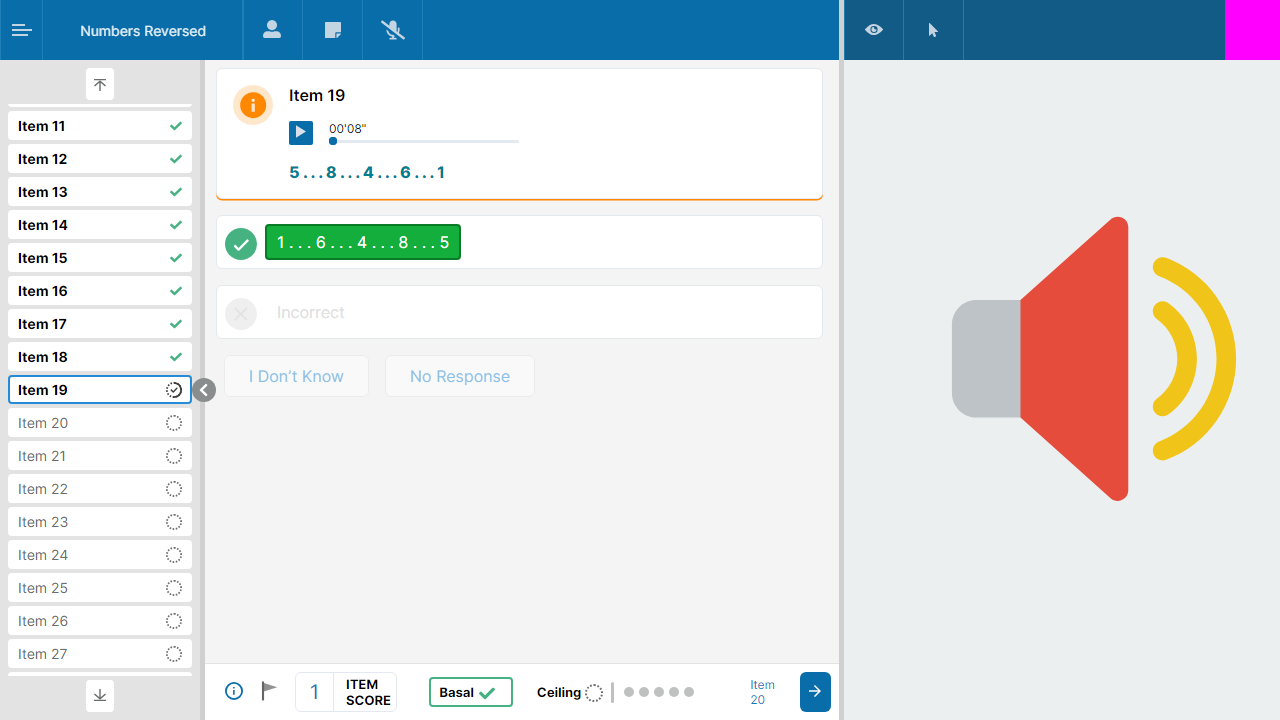 Numbers Reversed
Item 11
Item 12
Item 13
Item 14
Item 15
Item 16
Item 17
Item 18
Item 19
Item 20
Item 21
Item 22
Item 23
Item 24
Item 25
Item 26
Item 27
Item 19
00'08"
5...8...4...6...1
1...6...4...8...5
Incorrect
I Don't Know
No Response
1
ITEM
SCORE
Basal
Ceiling
Item
20